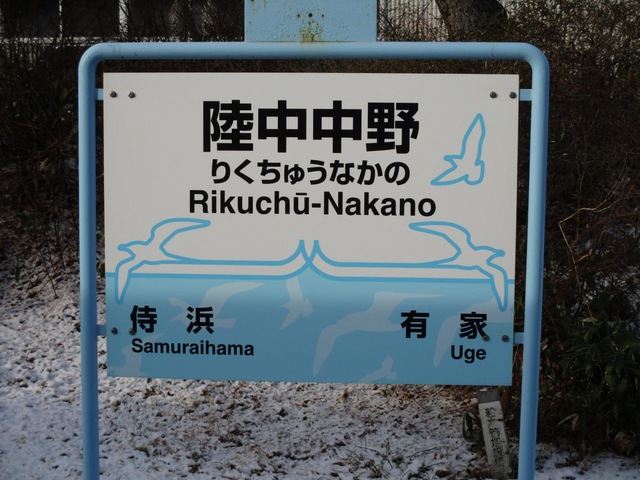 陸中中野
りくちゅうなかの
Rikuchū-Nakano
侍浜
Samuraihama
有家
Uge